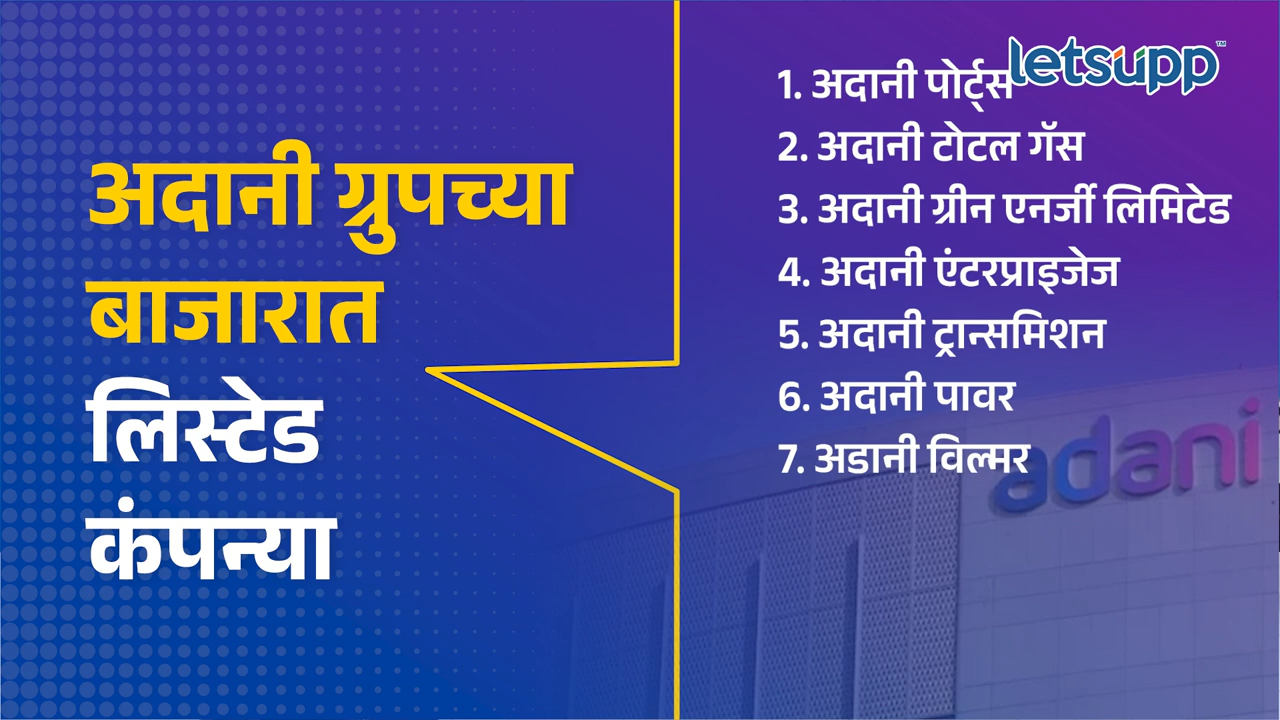 अदानी ग्रुपच्या
बाजारात
लिस्टेड
कंपन्या
letsupp™
1. अदानी पोर्ट्स
2. अदानी टोटल गॅस
3. अदानी ग्रीन एनर्जी लिमिटेड
4. अदानी एंटरप्राइजेज
5. अदानी ट्रान्समिशन
6. अदानी पावर
7. अडानी विल्मर
adani